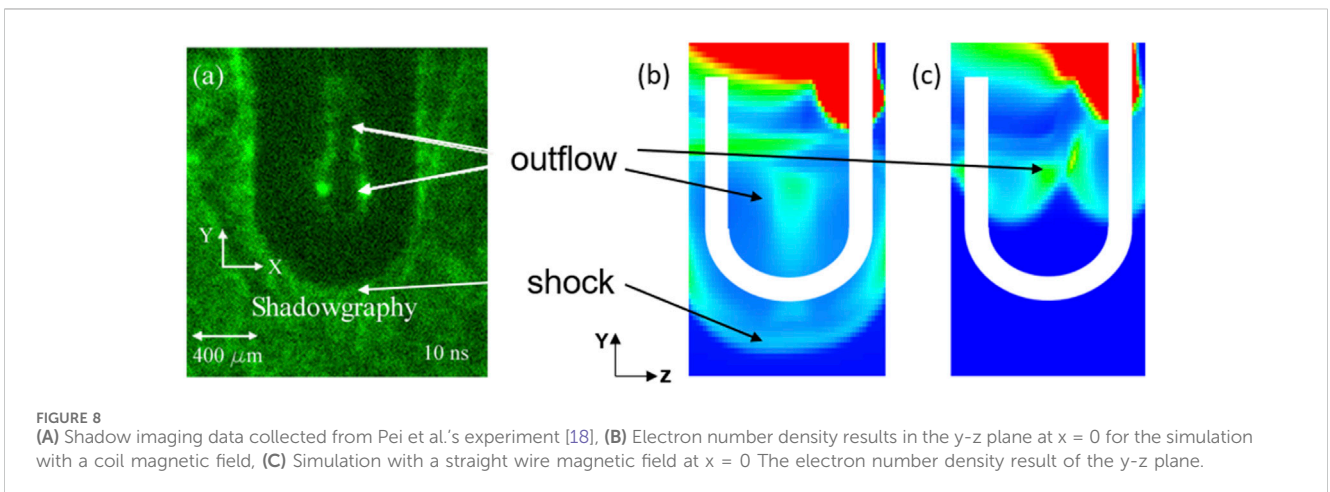 (a)
(b)
(c)
outflow
shock
Y
X
Shadowgraphy
400 μm
10 ns
Y
Z
FIGURE 8
(A) Shadow imaging data collected from Pei et al.'s experiment [18], (B) Electron number density results in the y-z plane at x = 0 for the simulation
with a coil magnetic field, (C) Simulation with a straight wire magnetic field at x = 0 The electron number density result of the y-z plane.